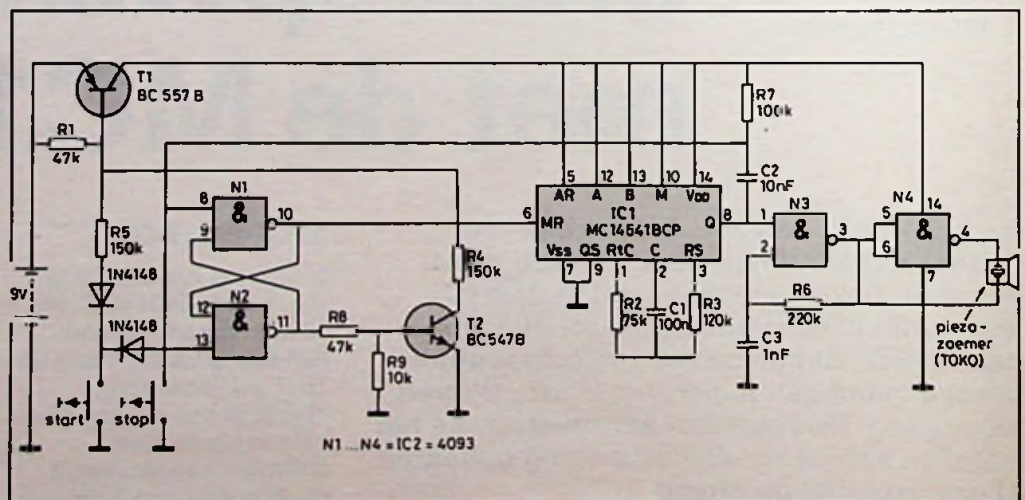 T1
BC 557 B
R1
47k
R5
150k
1N4148
1N4148
9V
start
stop
8
N1
&
10
9
12
N2
&
11
13
R8
47k
R9
10k
R4
150k
T2
BC547B
N1 ... N4 = IC2 = 4093
5 12 13 10 14
AR A B M VDD
6 MR
IC1
MC14541BCP
Q 8
Vss QS RtC C RS
7 9 1 2 3
R2
75k
C1
100n
R3
120k
R7
100k
C2
10nF
N3
1
&
3
2
R6
220k
C3
1nF
N4
14
5
&
4
6
7
piezo-
zoemer
(TOKO)